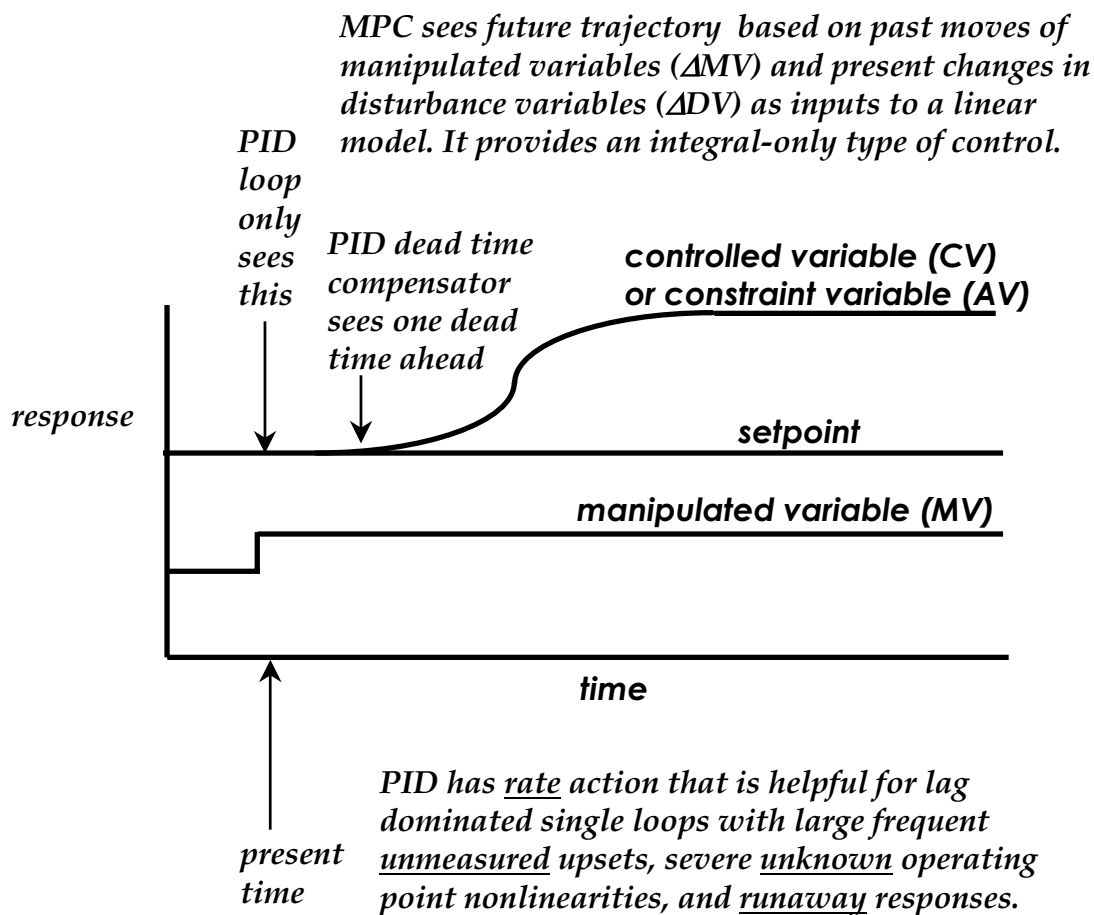 MPC sees future trajectory based on past moves of
manipulated variables (ΔMV) and present changes in
disturbance variables (ΔDV) as inputs to a linear
model. It provides an integral-only type of control.
PID
loop
only
sees
this
PID dead time
compensator
sees one dead
time ahead
controlled variable (CV)
or constraint variable (AV)
response
setpoint
manipulated variable (MV)
time
present
time
PID has rate action that is helpful for lag
dominated single loops with large frequent
unmeasured upsets, severe unknown operating
point nonlinearities, and runaway responses.